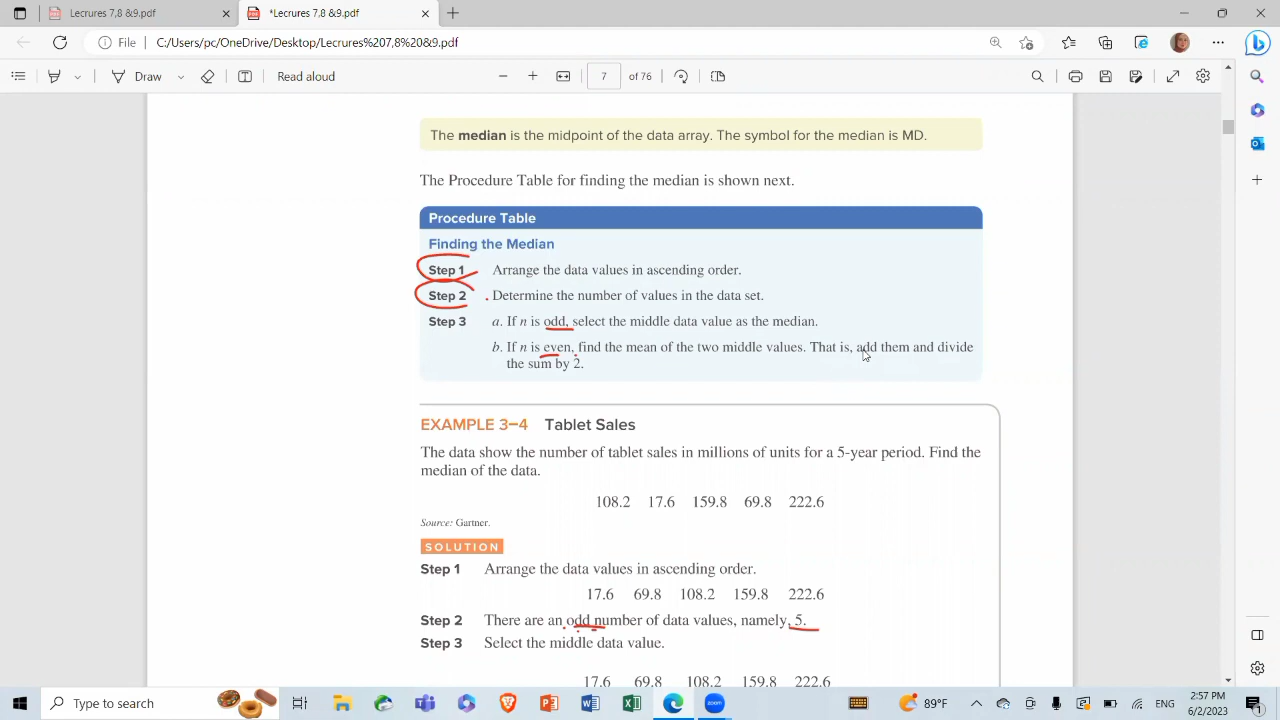 Lectures 7,8 &9.pdf
*Lectures 7,8 &9.pdf
File
C:/Users/pc/OneDrive/Desktop/Lecures%207,8%20&9.pdf
Draw
Read aloud
7
of 76
The median is the midpoint of the data array. The symbol for the median is MD.
The Procedure Table for finding the median is shown next.
Procedure Table
Finding the Median
Step 1 Arrange the data values in ascending order.
Step 2 Determine the number of values in the data set.
Step 3 a. If n is odd, select the middle data value as the median.
b. If n is even, find the mean of the two middle values. That is, add them and divide
the sum by 2.
EXAMPLE 3–4 Tablet Sales
The data show the number of tablet sales in millions of units for a 5-year period. Find the
median of the data.
108.2 17.6 159.8 69.8 222.6
Source: Gartner.
SOLUTION
Step 1 Arrange the data values in ascending order.
17.6 69.8 108.2 159.8 222.6
Step 2 There are an odd number of data values, namely, 5.
Step 3 Select the middle data value.
17.6 69.8 108.2 159.8 222.6
Type to search
zoom
89°F
ENG
2:57PM
6/2/2023